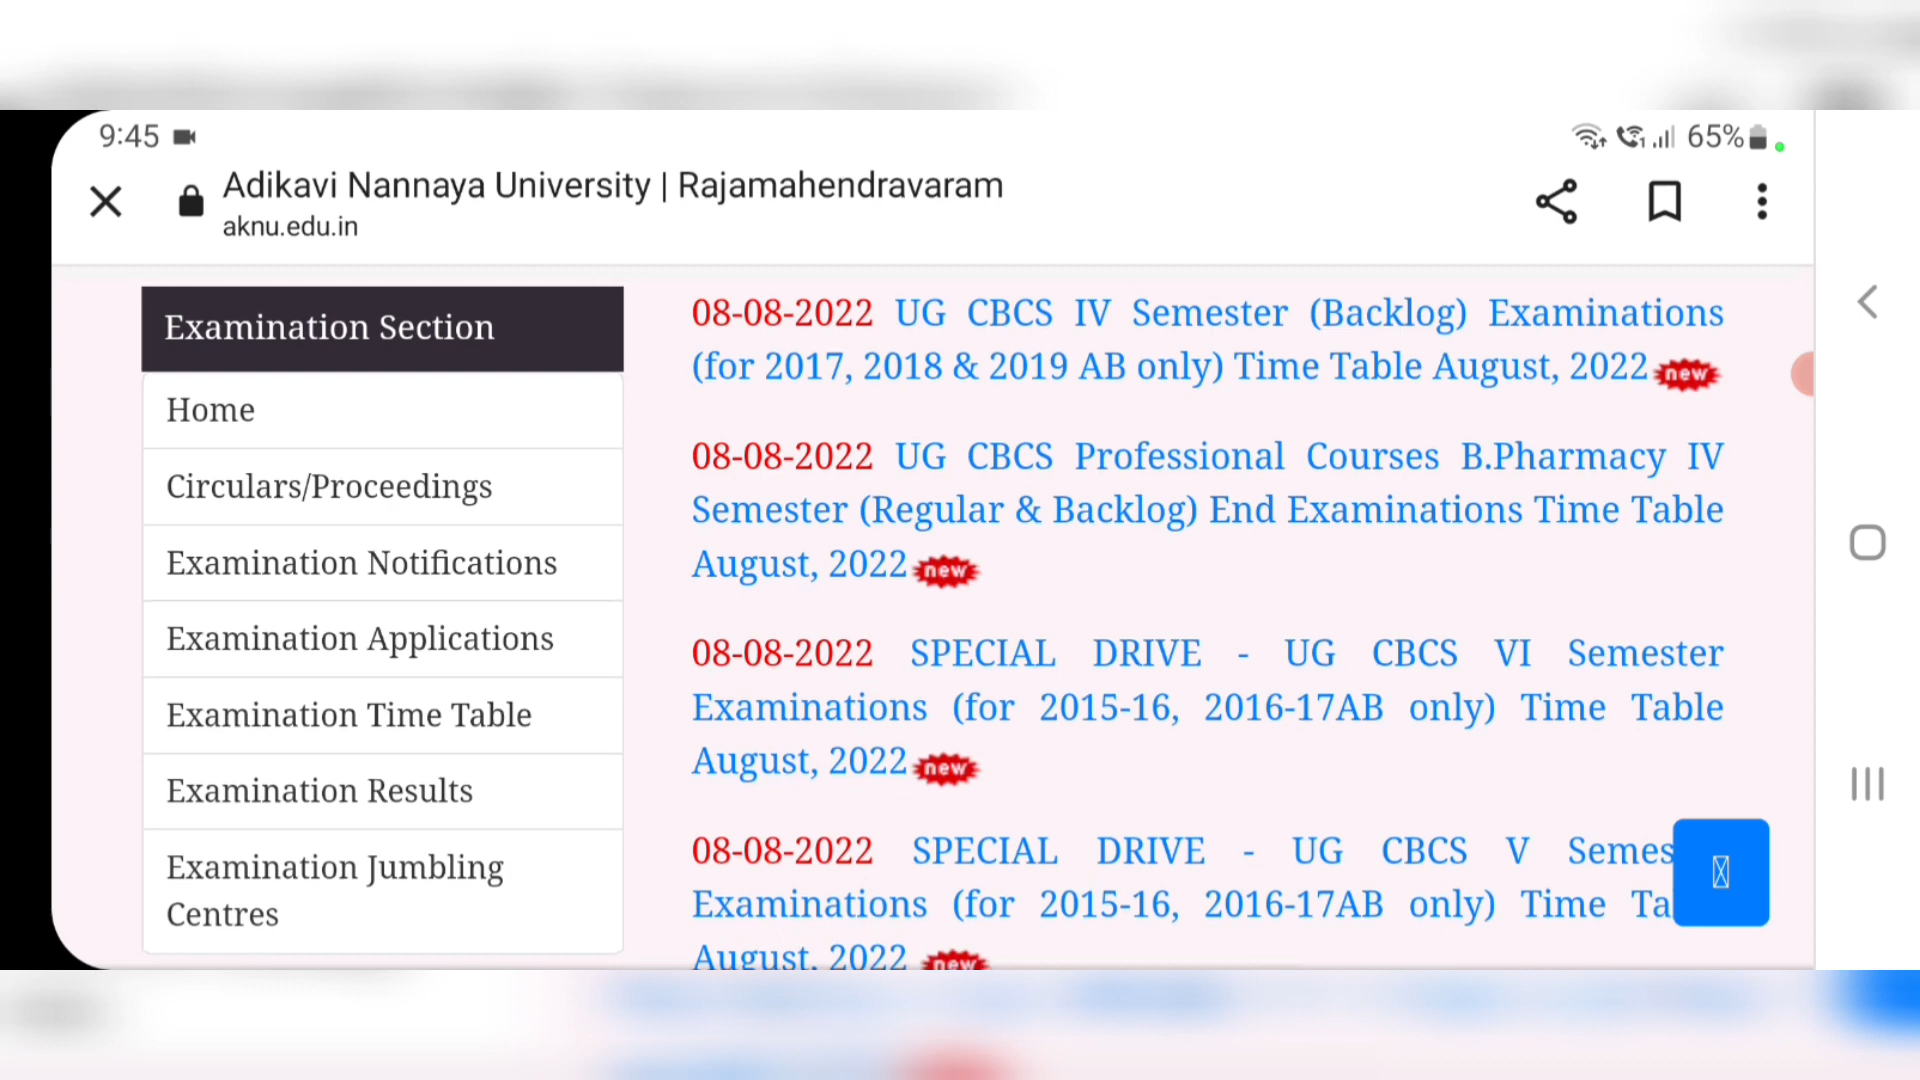 9:45
65%
Adikavi Nannaya University | Rajamahendravaram
aknu.edu.in
Examination Section
Home
Circulars/Proceedings
Examination Notifications
Examination Applications
Examination Time Table
Examination Results
Examination Jumbling
Centres
08-08-2022 UG CBCS IV Semester (Backlog) Examinations
(for 2017, 2018 & 2019 AB only) Time Table August, 2022 new
08-08-2022 UG CBCS Professional Courses B.Pharmacy IV
Semester (Regular & Backlog) End Examinations Time Table
August, 2022 new
08-08-2022 SPECIAL DRIVE - UG CBCS VI Semester
Examinations (for 2015-16, 2016-17AB only) Time Table
August, 2022 new
08-08-2022 SPECIAL DRIVE - UG CBCS V Semes
Examinations (for 2015-16, 2016-17AB only) Time Ta
August, 2022 new